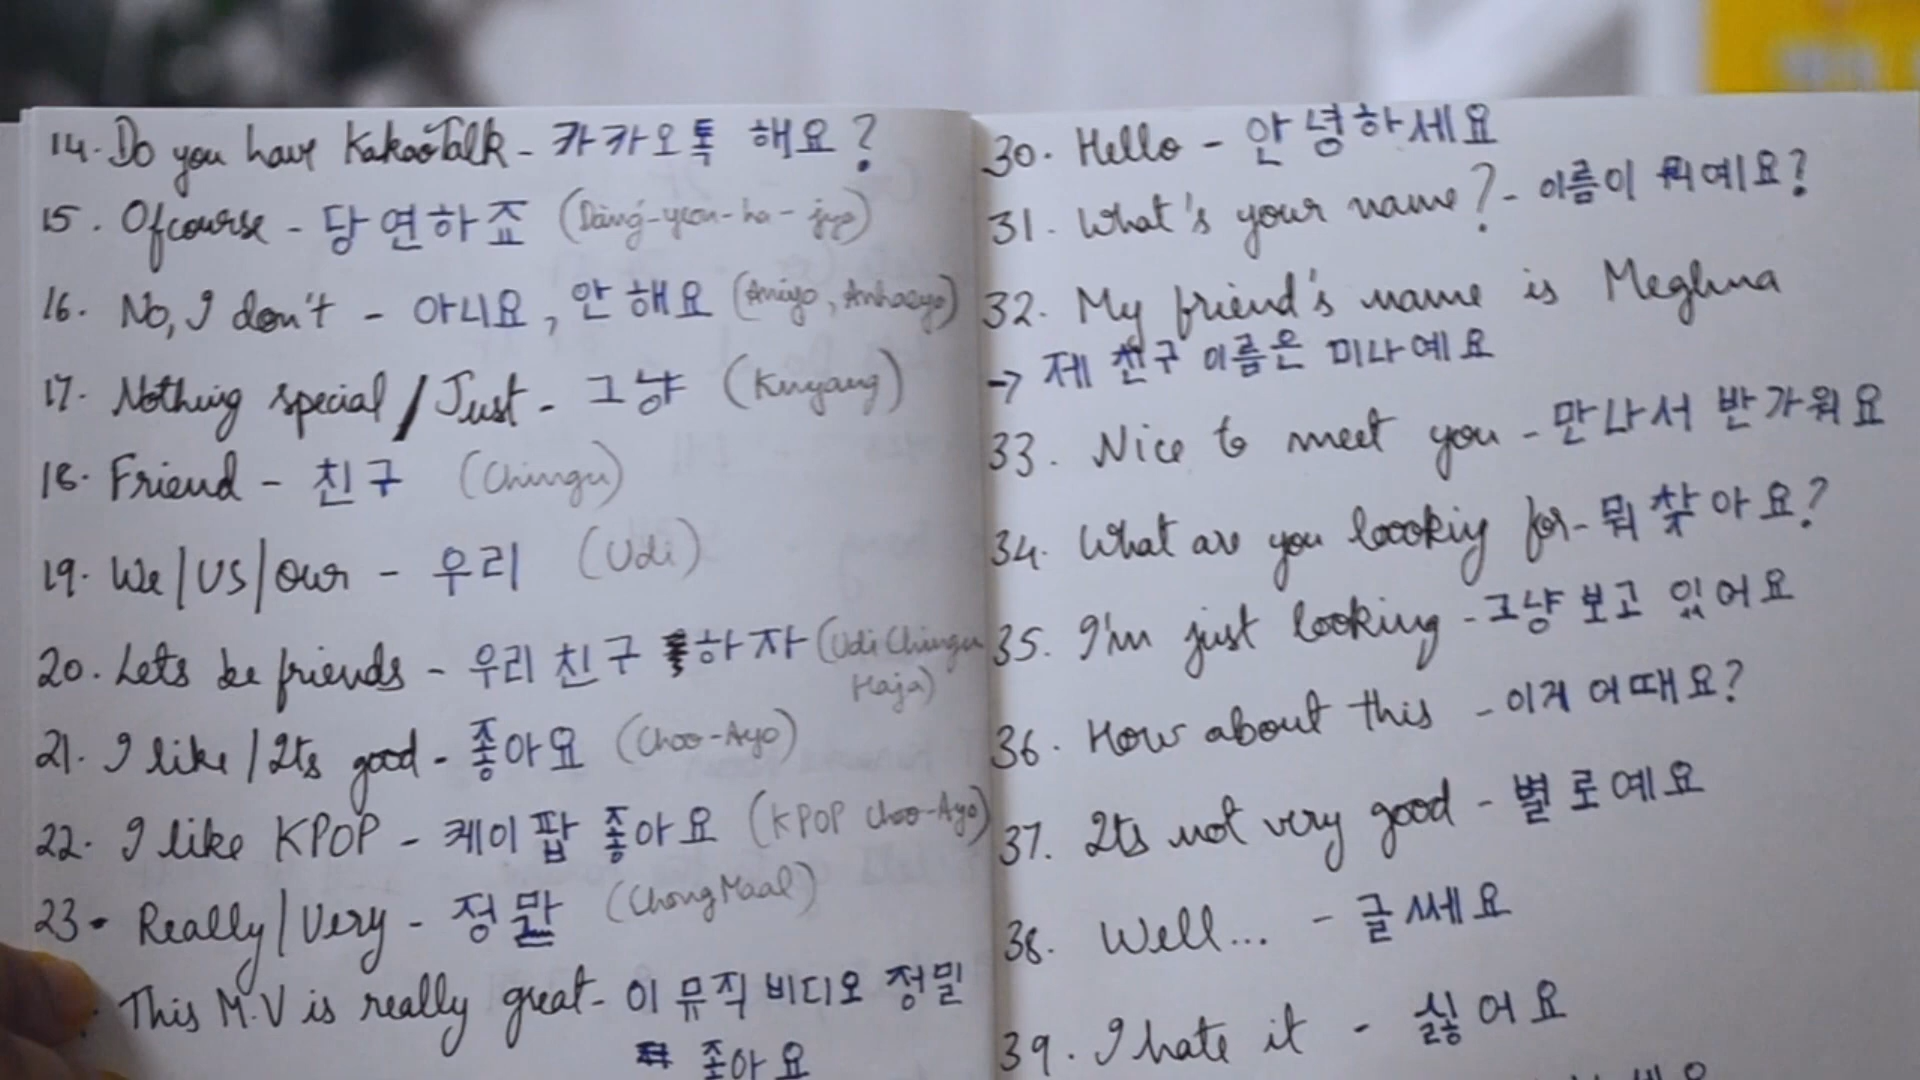 14. Do you have KakaoTalk - 카카오톡 해요?
15. Ofcourse - 당연하죠 (Dang-yeon-ha-jyo)
16. No, I don't - 아니요, 안해요 (Aniyo, Anhaeyo)
17. Nothing special / Just - 그냥 (Kunyang)
18. Friend - 친구 (Chingu)
19. We/US/Our - 우리 (Udi)
20. Lets be friends - 우리 친구 하자 (Udi Chingu
Haja)
21. I like/Its good - 좋아요 (Choo-Ayo)
22. I like KPOP - 케이팝 좋아요 (KPOP Choo-Ayo)
23. Really/Very - 정말 (Chong Maal)
This M.V is really great - 이 뮤직 비디오 정말
좋아요
30. Hello - 안녕하세요
31. What's your name? - 이름이 뭐예요?
32. My friend's name is Meghna
→ 제 친구 이름은 미나예요
33. Nice to meet you - 만나서 반가워요
34. What are you loooking for - 뭐 찾아요?
35. I'm just looking - 그냥 보고 있어요
36. How about this - 이게 어때요?
37. Its not very good - 별로예요
38. Well... - 글쎄요
39. I hate it - 싫어요